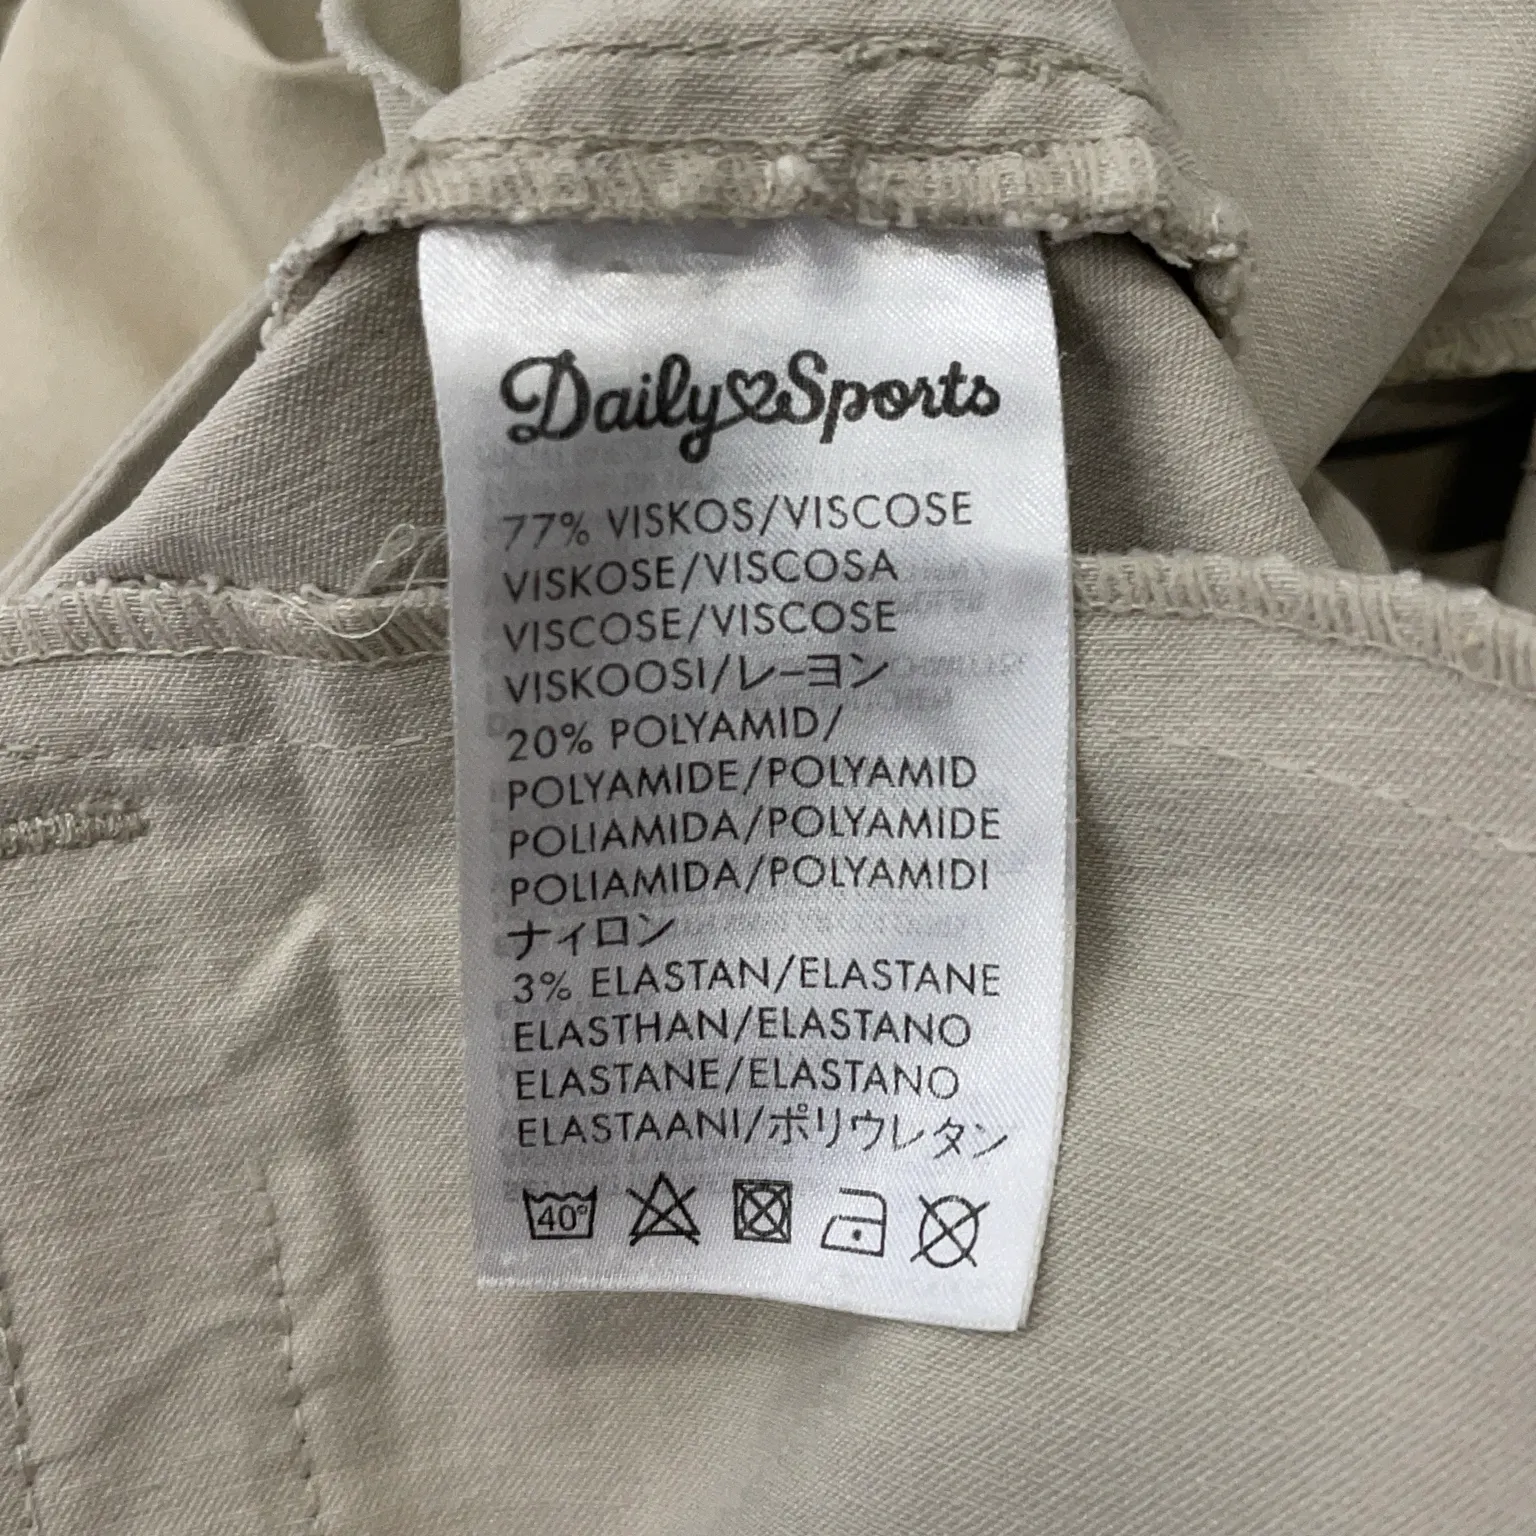 Daily Sports
77% VISKOS/VISCOSE
VISKOSE/VISCOSA
VISCOSE/VISCOSE
VISKOOSI/レーヨン
20% POLYAMID/
POLYAMIDE/POLYAMID
POLIAMIDA/POLYAMIDE
POLIAMIDA/POLYAMIDI
ナイロン
3% ELASTAN/ELASTANE
ELASTHAN/ELASTANO
ELASTANE/ELASTANO
ELASTAANI/ポリウレタン
40°